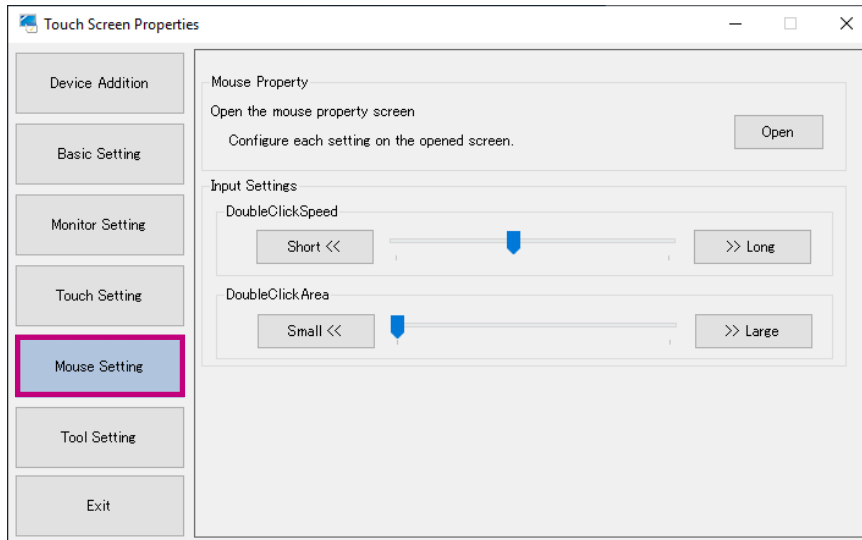 Touch Screen Properties
Device Addition
Basic Setting
Monitor Setting
Touch Setting
Mouse Setting
Tool Setting
Exit
Mouse Property
Open the mouse property screen
Configure each setting on the opened screen.
Open
Input Settings
DoubleClickSpeed
Short <<
>> Long
DoubleClickArea
Small <<
>> Large